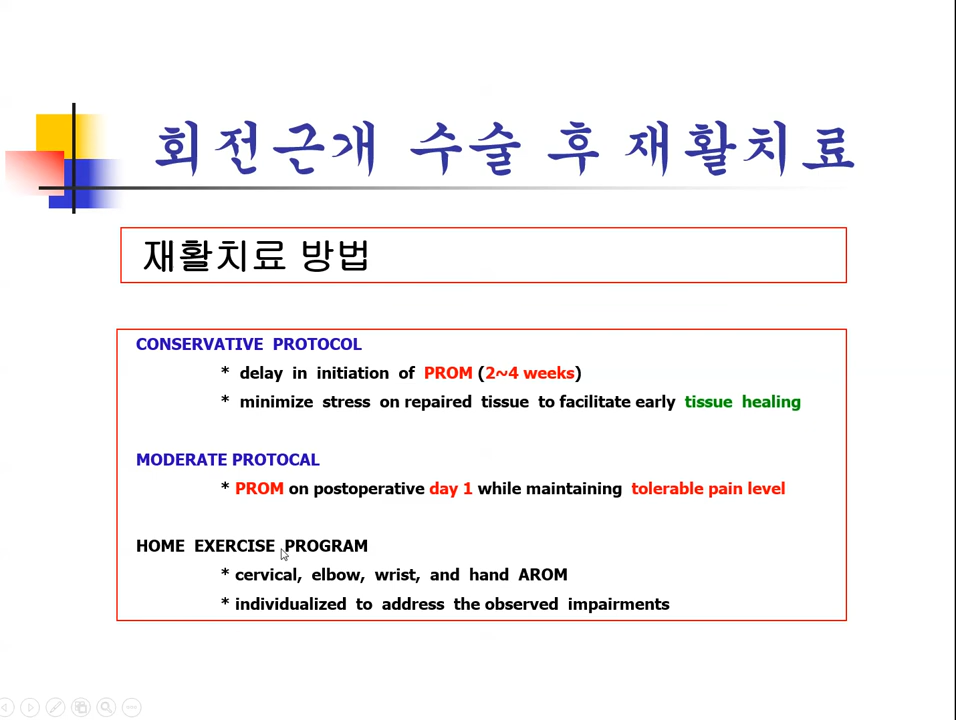 회전근개 수술 후 재활치료
재활치료 방법
CONSERVATIVE PROTOCOL
* delay in initiation of PROM (2~4 weeks)
* minimize stress on repaired tissue to facilitate early tissue healing
MODERATE PROTOCAL
* PROM on postoperative day 1 while maintaining tolerable pain level
HOME EXERCISE PROGRAM
* cervical, elbow, wrist, and hand AROM
* individualized to address the observed impairments